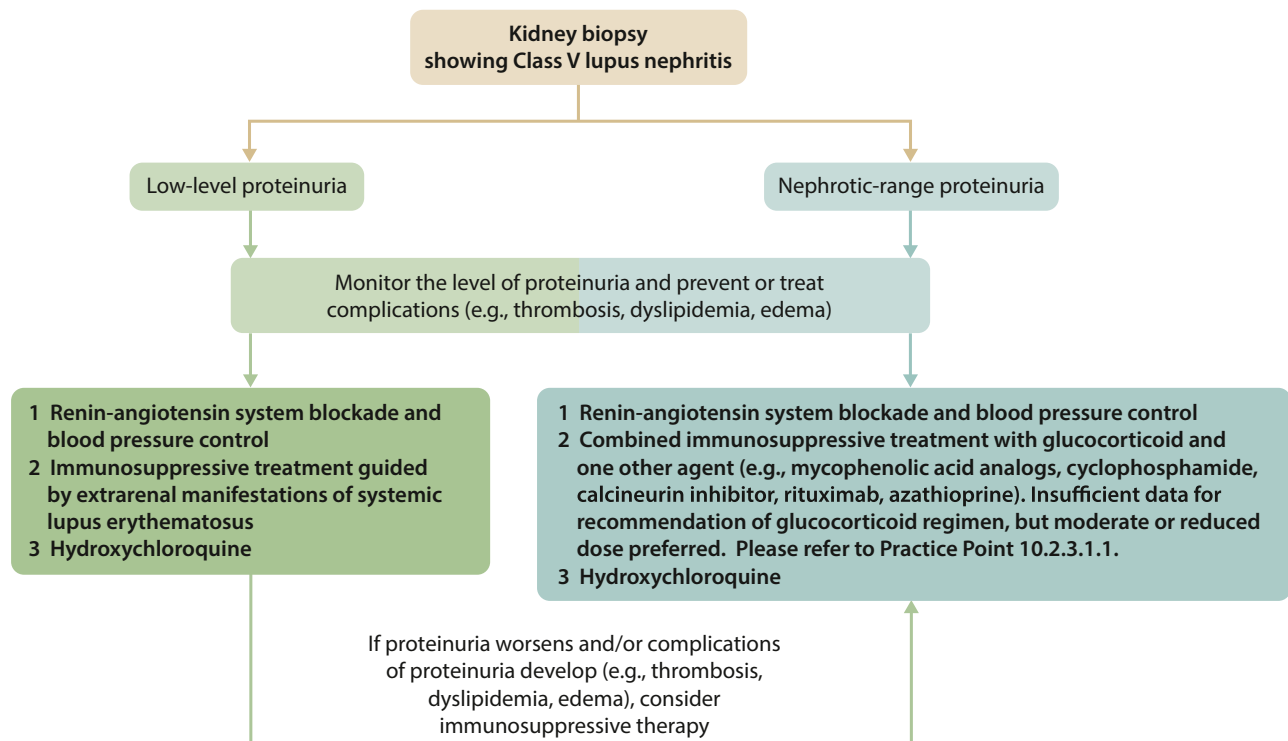 Kidney biopsy
showing Class V lupus nephritis
Low-level proteinuria
Nephrotic-range proteinuria
Monitor the level of proteinuria and prevent or treat
complications (e.g., thrombosis, dyslipidemia, edema)
1 Renin-angiotensin system blockade and
blood pressure control
2 Immunosuppressive treatment guided
by extrarenal manifestations of systemic
lupus erythematosus
3 Hydroxychloroquine
1 Renin-angiotensin system blockade and blood pressure control
2 Combined immunosuppressive treatment with glucocorticoid and
one other agent (e.g., mycophenolic acid analogs, cyclophosphamide,
calcineurin inhibitor, rituximab, azathioprine). Insufficient data for
recommendation of glucocorticoid regimen, but moderate or reduced
dose preferred. Please refer to Practice Point 10.2.3.1.1.
3 Hydroxychloroquine
If proteinuria worsens and/or complications
of proteinuria develop (e.g., thrombosis,
dyslipidemia, edema), consider
immunosuppressive therapy